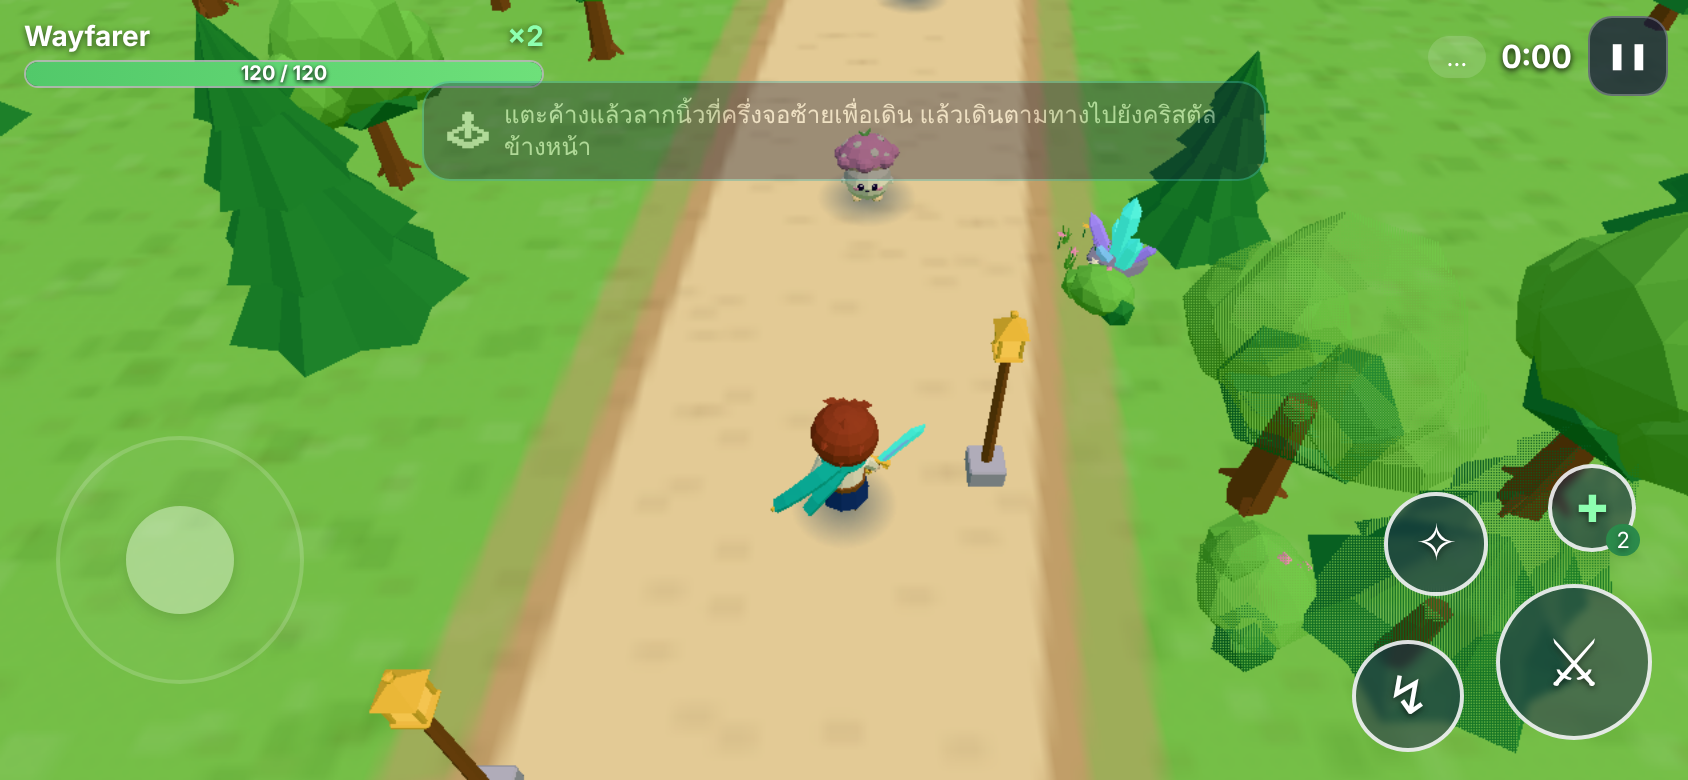 Wayfarer
×2
120 / 120
...
0:00
แตะค้างแล้วลากนิ้วที่ครึ่งจอซ้ายเพื่อเดิน แล้วเดินตามทางไปยังคริสตัล
ข้างหน้า
2